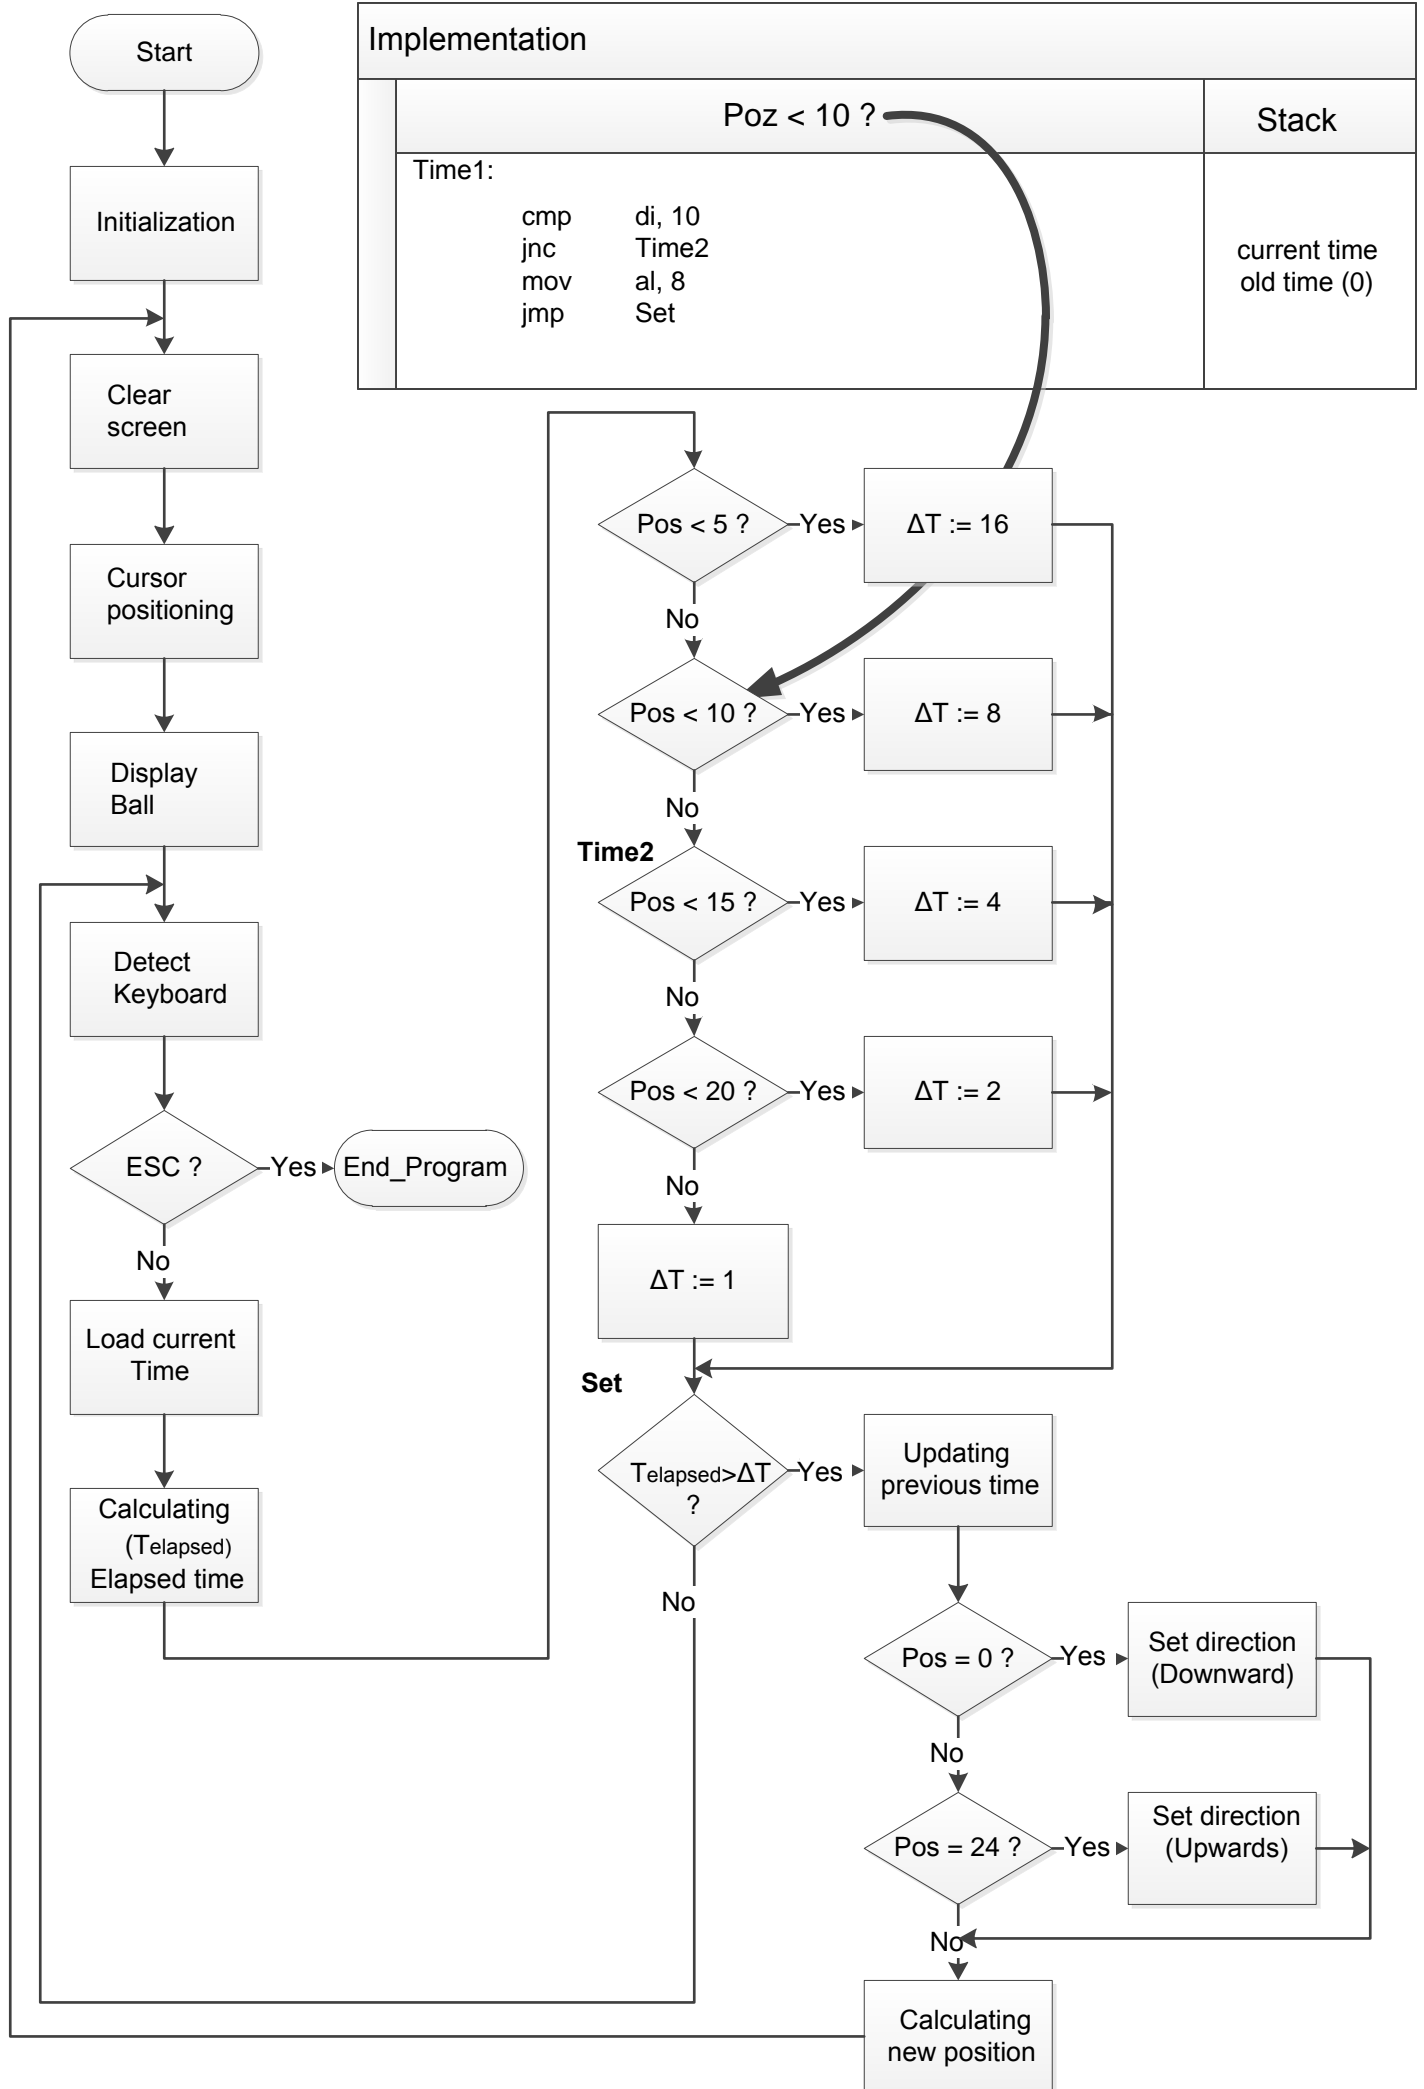 Start
Initialization
Clear
screen
Cursor
positioning
Display
Ball
Detect
Keyboard
ESC ?
Yes
End_Program
No
Load current
Time
Calculating
(Telapsed)
Elapsed time
Implementation
Poz < 10 ?
Stack
Time1:
cmp di, 10
jnc Time2
mov al, 8
jmp Set
current time
old time (0)
Pos < 5 ?
Yes
ΔT := 16
No
Pos < 10 ?
Yes
ΔT := 8
No
Time2
Pos < 15 ?
Yes
ΔT := 4
No
Pos < 20 ?
Yes
ΔT := 2
No
ΔT := 1
Set
Telapsed>ΔT
?
Yes
Updating
previous time
No
Pos = 0 ?
Yes
Set direction
(Downward)
No
Pos = 24 ?
Yes
Set direction
(Upwards)
No
Calculating
new position